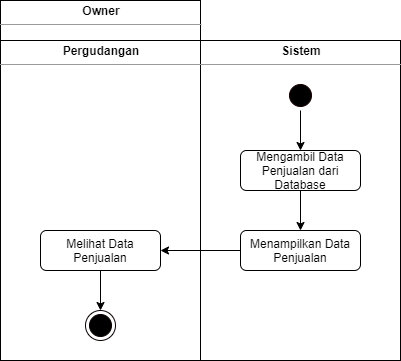 Owner
Pergudangan
Sistem
Mengambil Data
Penjualan dari
Database
Melihat Data
Penjualan
Menampilkan Data
Penjualan